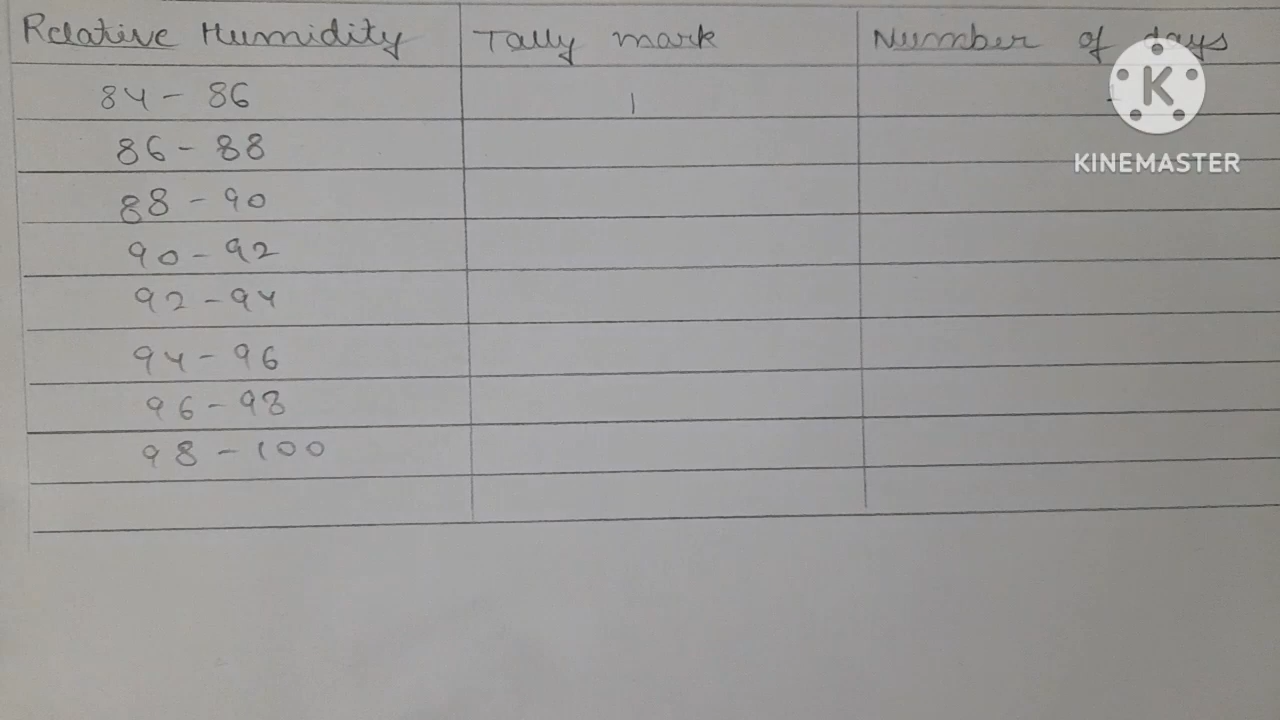 Relative Humidity Tally mark Number of days
84 - 86 | 1
86 - 88
88 - 90
90 - 92
92 - 94
94 - 96
96 - 98
98 - 100
K
KINEMASTER